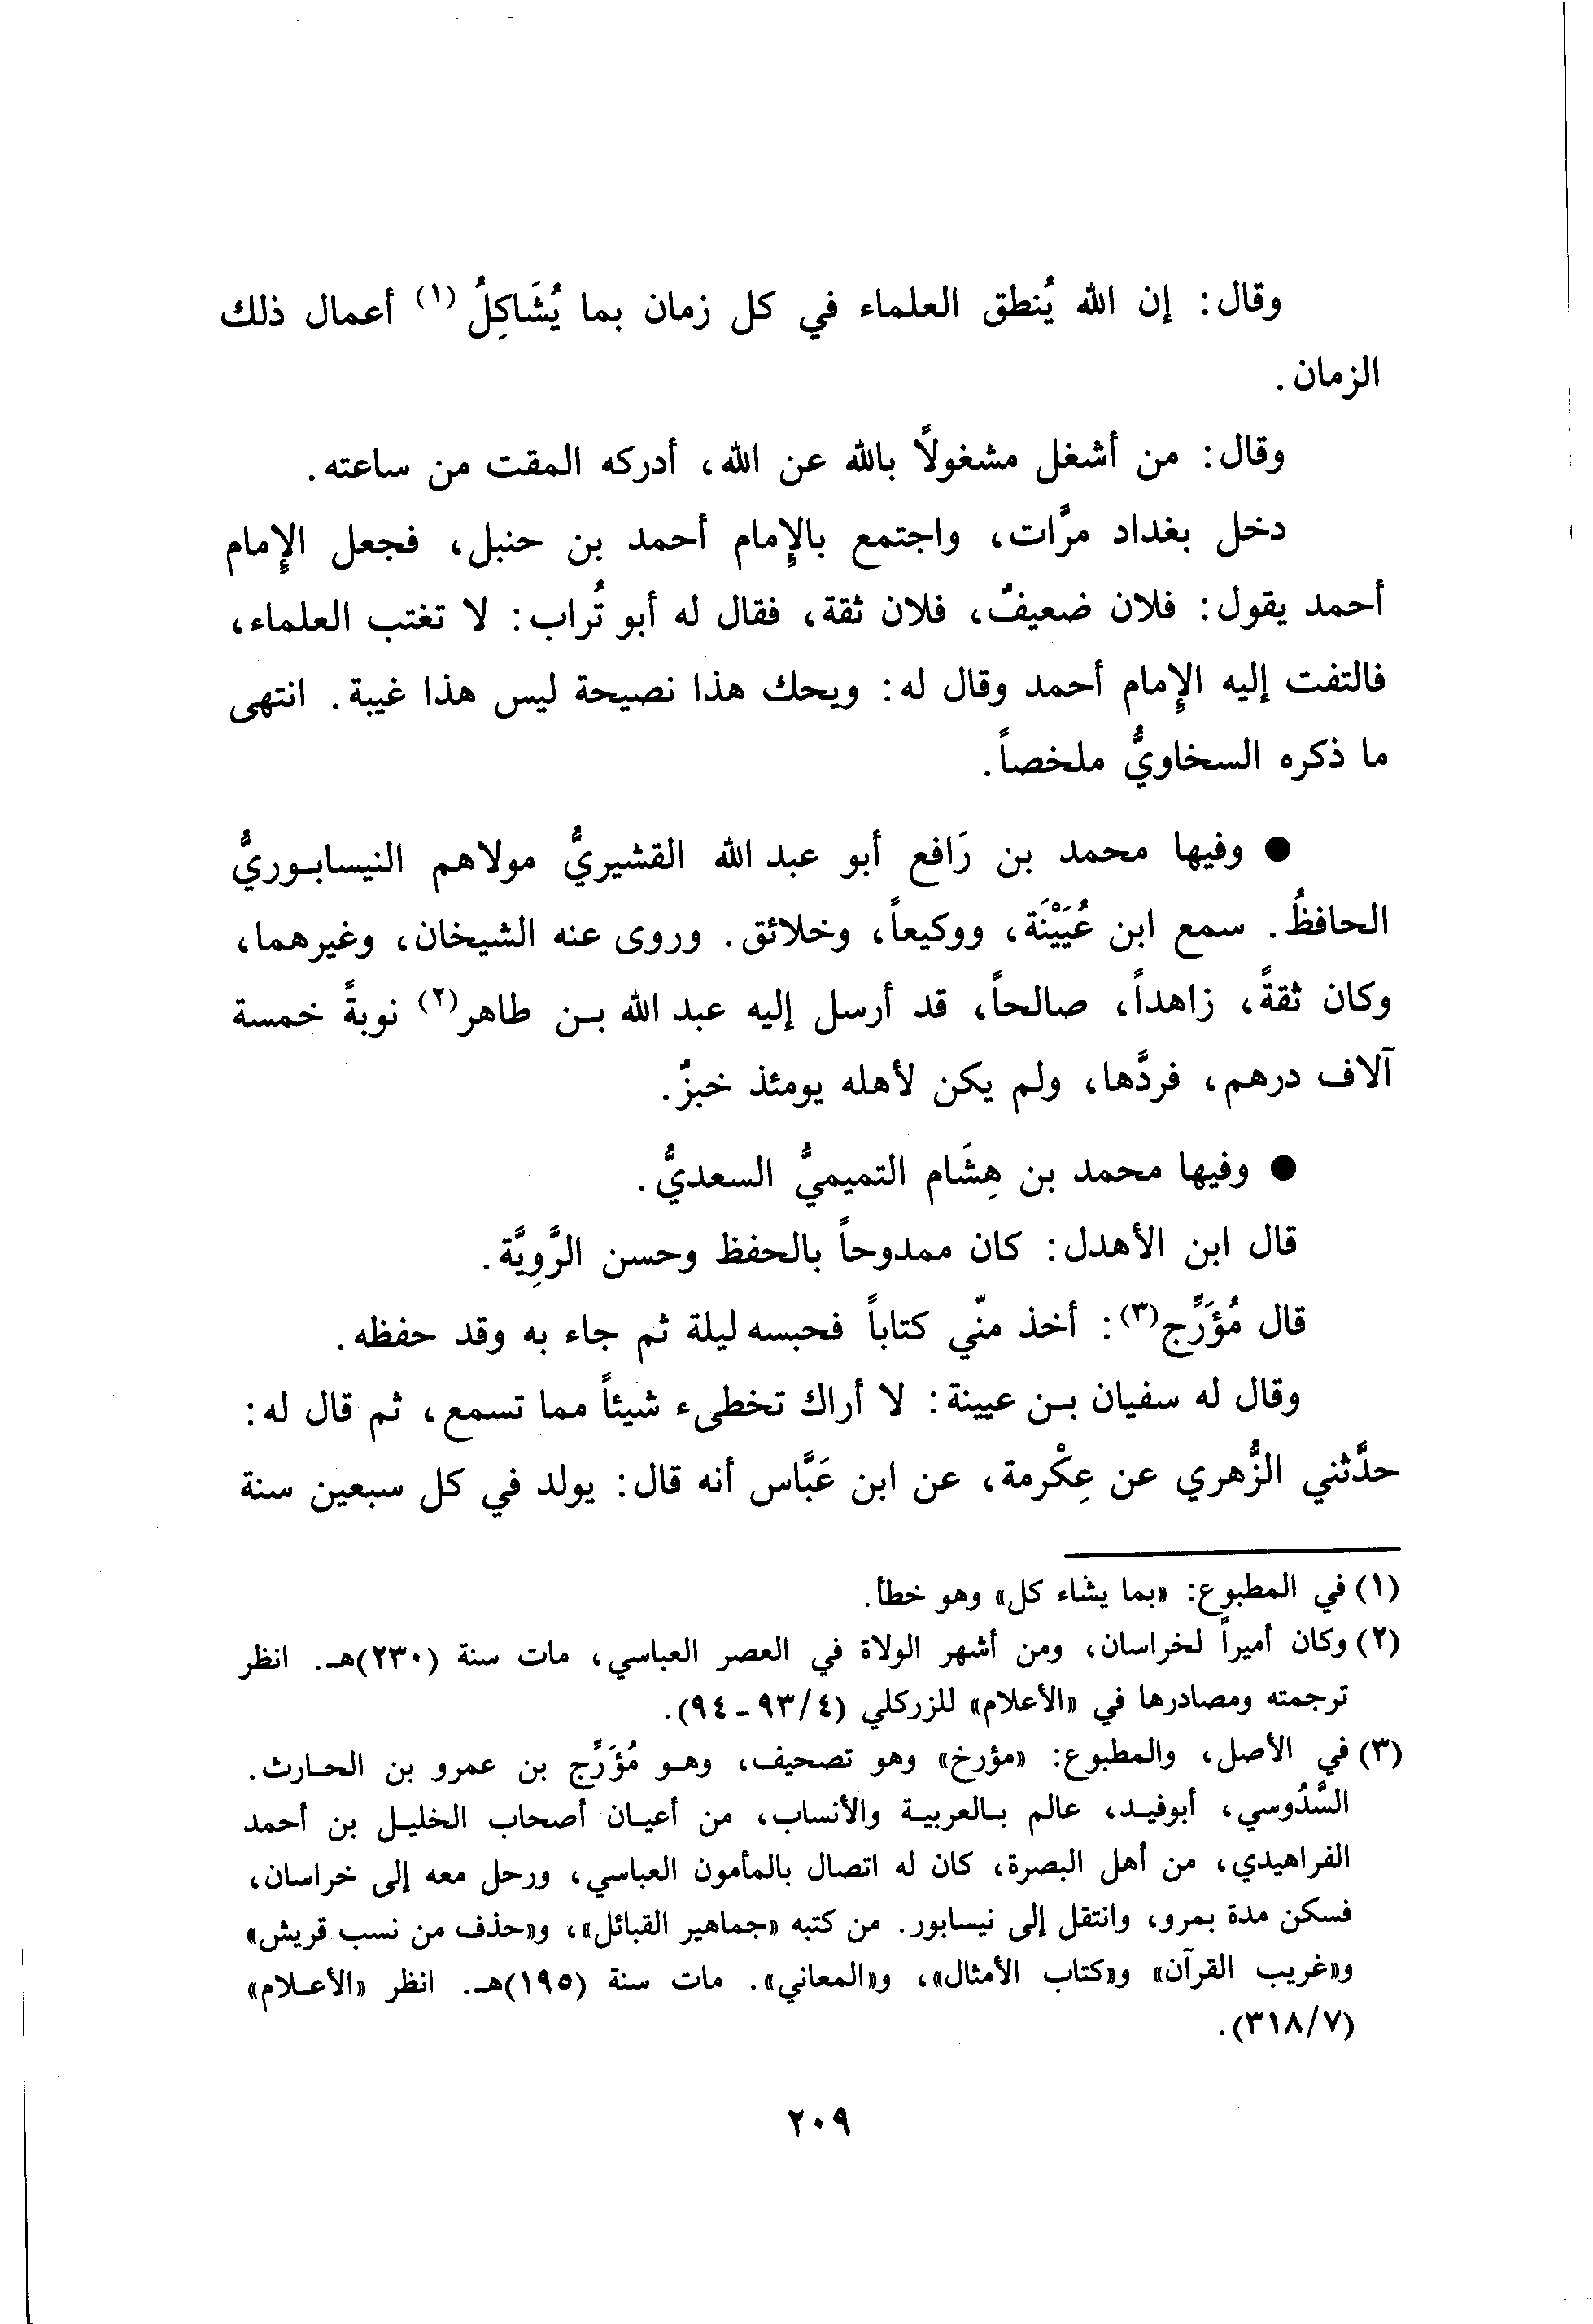 وقال: إن الله يُنطق العلماء في كل زمان بما يُشَاكِلُ (١) أعمال ذلك
الزمان.
وقال: من أشغل مشغولاً بالله عن الله، أدركه المقت من ساعته.
دخل بغداد مرَّات، واجتمع بالإِمام أحمد بن حنبل، فجعل الإِمام
أحمد يقول: فلان ضعيفٌ، فلان ثقة، فقال له أبو تُراب: لا تغتب العلماء،
فالتفت إليه الإِمام أحمد وقال له: ويحك هذا نصيحة ليس هذا غيبة. انتهى
ما ذكره السخاويُّ ملخصاً.
● وفيها محمد بن رَافع أبو عبد الله القشيريُّ مولاهم النيسابوريُّ
الحافظُ. سمع ابن عُيَيْنَة، ووكيعاً، وخلائق. وروى عنه الشيخان، وغيرهما،
وكان ثقةً، زاهداً، صالحاً، قد أرسل إليه عبد الله بن طاهر(٢) نوبةً خمسة
آلاف درهم، فردَّها، ولم يكن لأهله يومئذ خبزٌ.
● وفيها محمد بن هِشَام التميميُّ السعديُّ.
قال ابن الأهدل: كان ممدوحاً بالحفظ وحسن الرَّوِيَّة.
قال مُؤَرِّج(٣): أخذ منّي كتاباً فحبسه ليلة ثم جاء به وقد حفظه.
وقال له سفيان بن عيينة: لا أراك تخطىء شيئاً مما تسمع، ثم قال له:
حدَّثني الزُّهري عن عِكْرمة، عن ابن عَبَّاس أنه قال: يولد في كل سبعين سنة
(١) في المطبوع: «بما يشاء كل» وهو خطأ.
(٢) وكان أميراً لخراسان، ومن أشهر الولاة في العصر العباسي، مات سنة (٢٣٠)هـ. انظر
ترجمته ومصادرها في «الأعلام» للزركلي (٤/ ٩٣ - ٩٤).
(٣) في الأصل، والمطبوع: «مؤرخ» وهو تصحيف، وهو مُؤَرِّج بن عمرو بن الحارث.
السَّدُوسي، أبوفيد، عالم بالعربية والأنساب، من أعيان أصحاب الخليل بن أحمد
الفراهيدي، من أهل البصرة، كان له اتصال بالمأمون العباسي، ورحل معه إلى خراسان،
فسكن مدة بمرو، وانتقل إلى نيسابور. من كتبه «جماهير القبائل»، و«حذف من نسب قريش»
و«غريب القرآن» و«كتاب الأمثال»، و«المعاني». مات سنة (١٩٥)هـ. انظر «الأعلام»
(٧/ ٣١٨).
٢٠٩